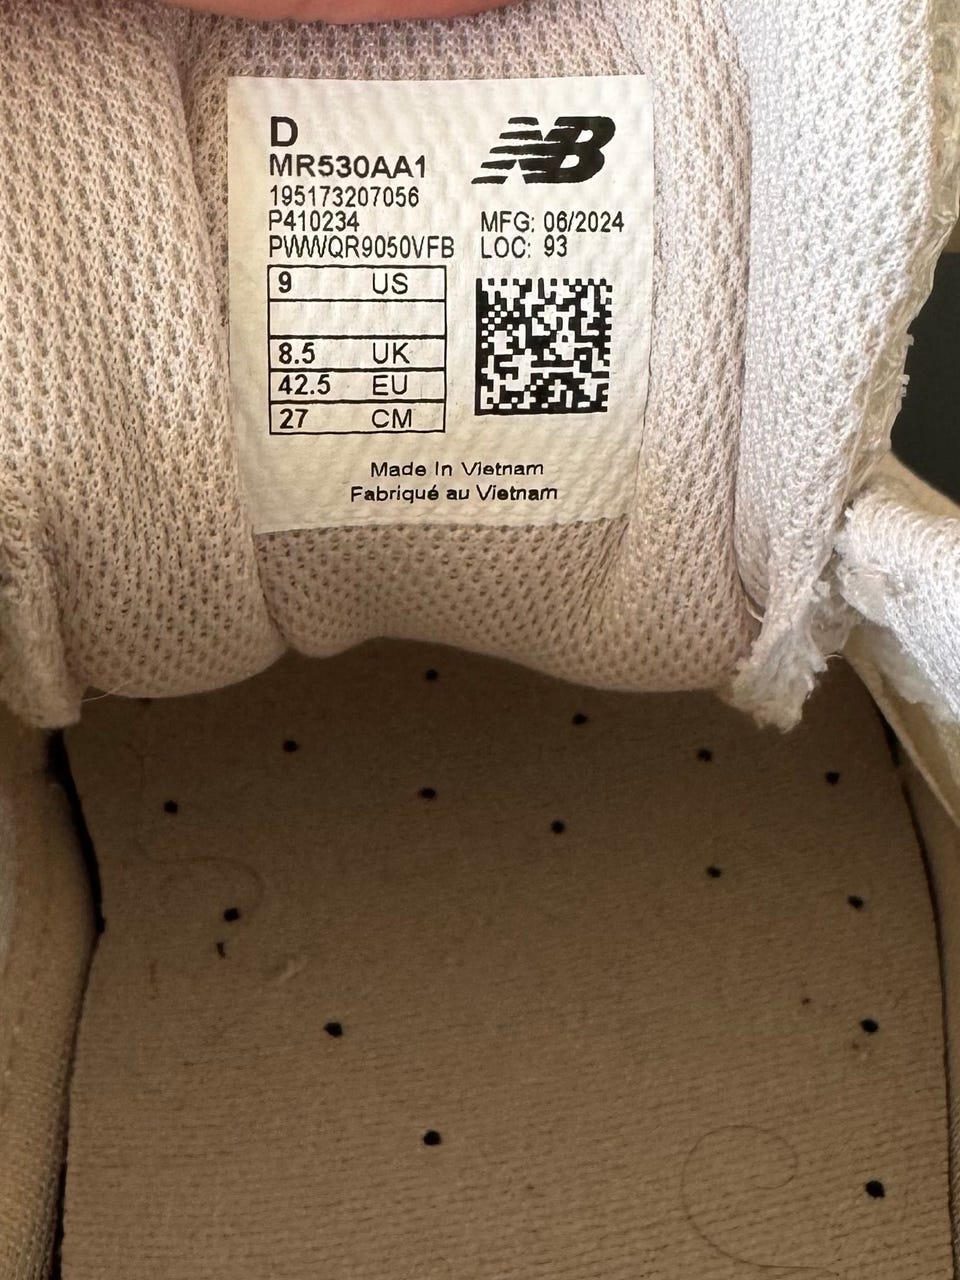 D
MR530AA1
195173207056
P410234
PWWQR9050VFB
NB
MFG: 06/2024
LOC: 93
9 US
8.5 UK
42.5 EU
27 CM
Made In Vietnam
Fabriqué au Vietnam